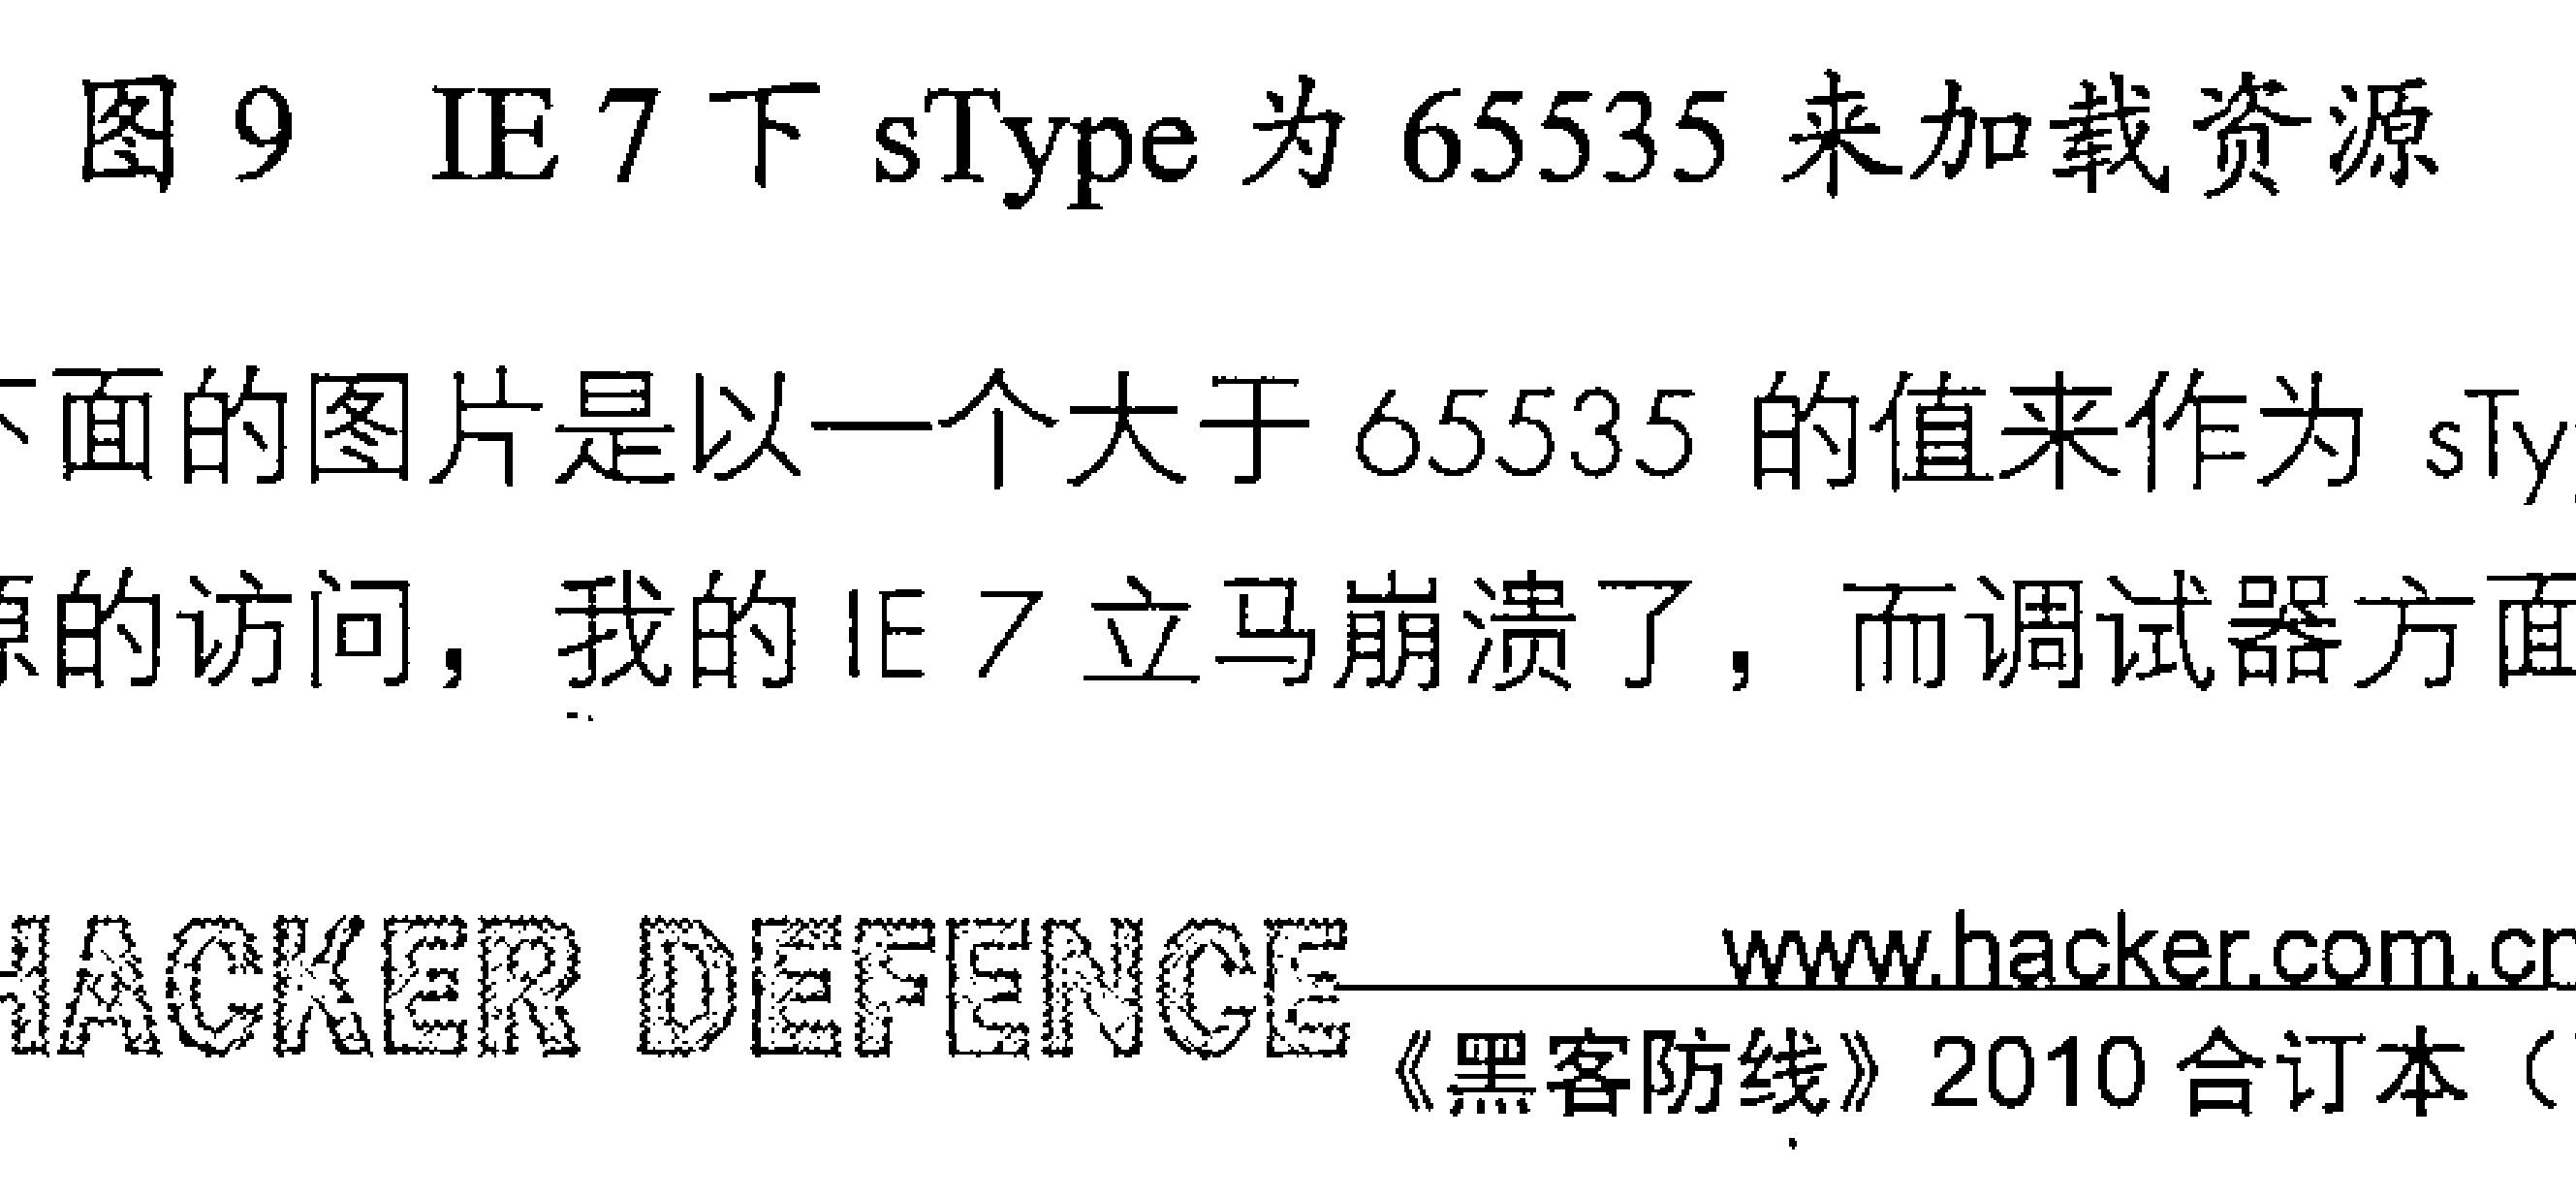 图 9 IE 7 下 sType 为 65535 来加载资源
下面的图片是以一个大于 65535 的值来作为 sTy
源的访问，我的 IE 7 立马崩溃了，而调试器方面
HACKER DEFENCE
www.hacker.com.cn
《黑客防线》2010 合订本（